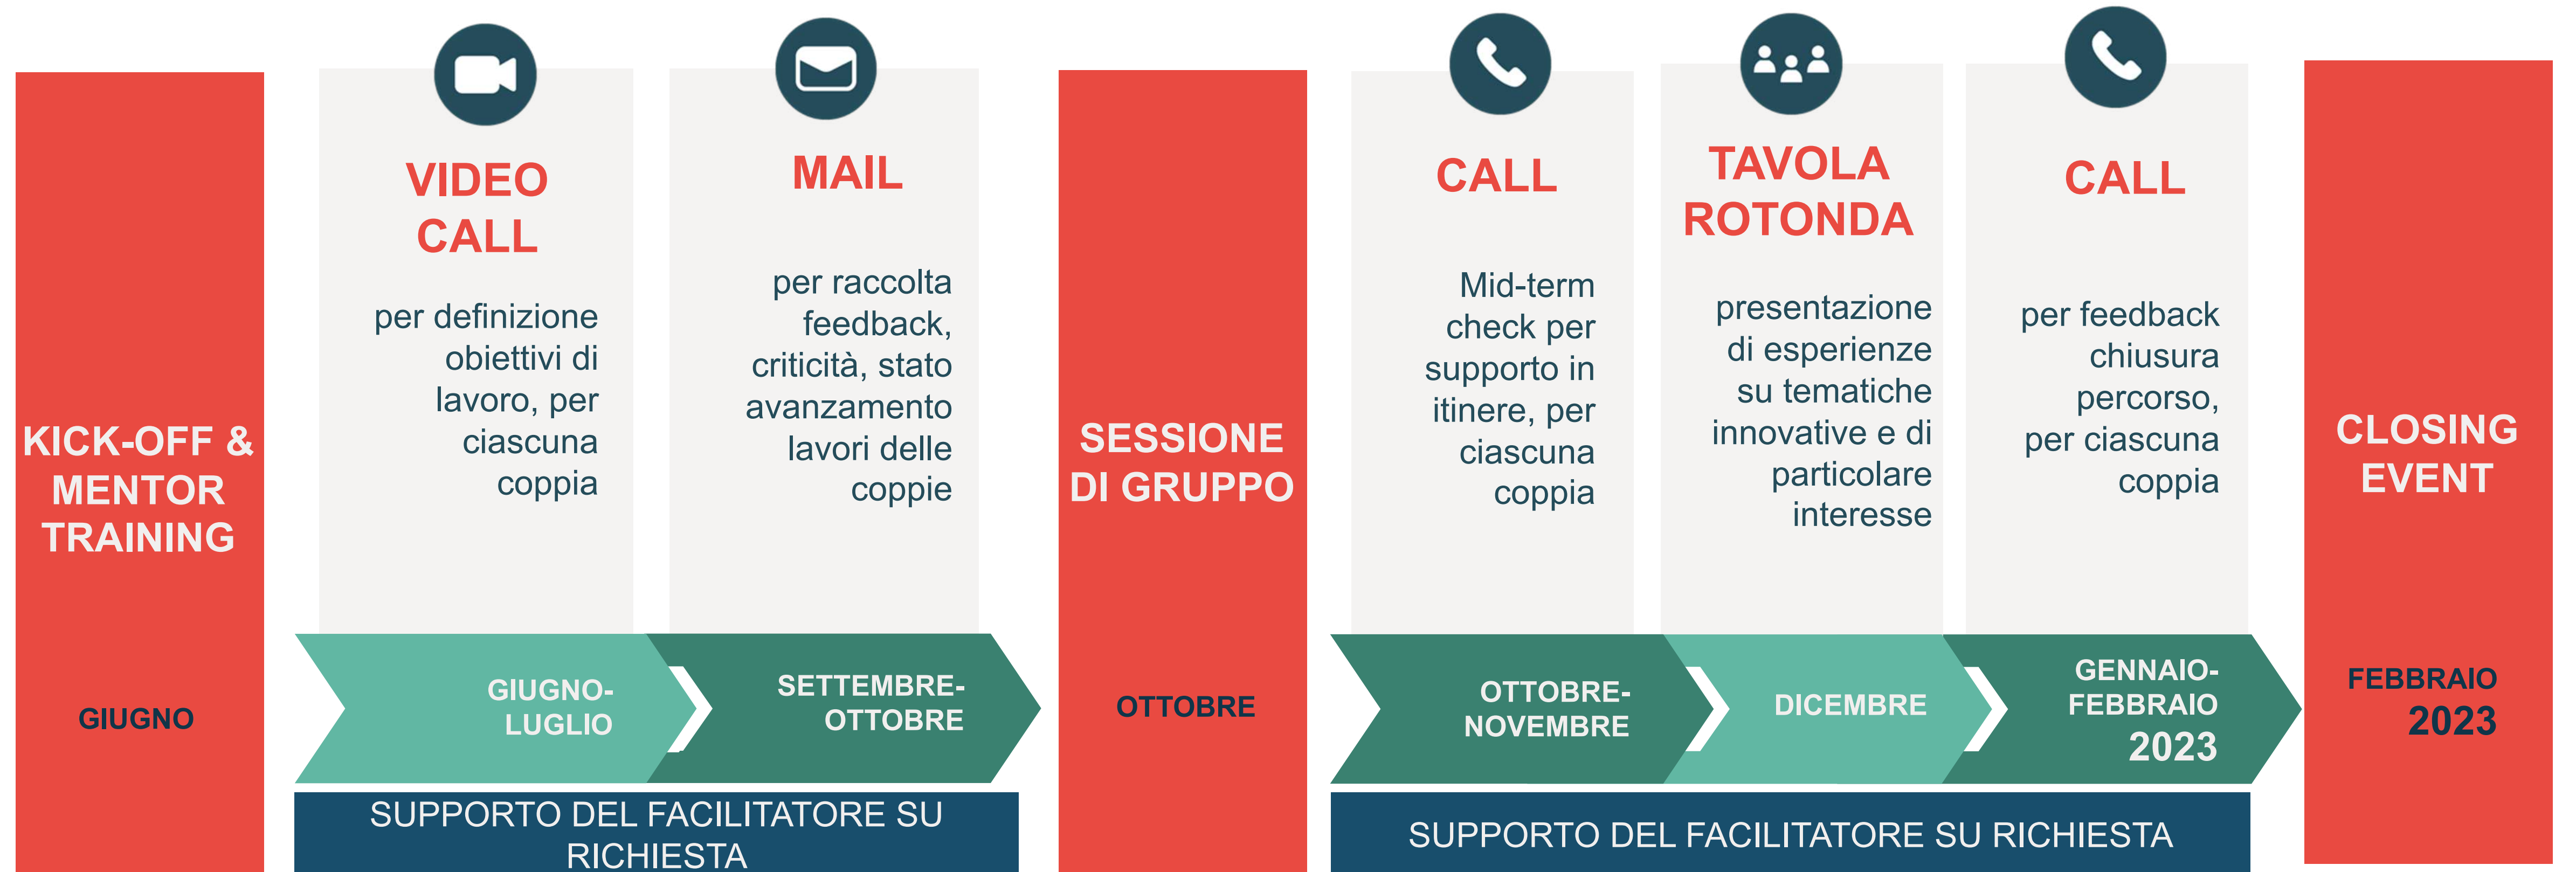 KICK-OFF &
MENTOR
TRAINING
GIUGNO
VIDEO
CALL
per definizione
obiettivi di
lavoro, per
ciascuna
coppia
GIUGNO-
LUGLIO
MAIL
per raccolta
feedback,
criticità, stato
avanzamento
lavori delle
coppie
SETTEMBRE-
OTTOBRE
SUPPORTO DEL FACILITATORE SU
RICHIESTA
SESSIONE
DI GRUPPO
OTTOBRE
CALL
Mid-term
check per
supporto in
itinere, per
ciascuna
coppia
OTTOBRE-
NOVEMBRE
TAVOLA
ROTONDA
presentazione
di esperienze
su tematiche
innovative e di
particolare
interesse
DICEMBRE
CALL
per feedback
chiusura
percorso,
per ciascuna
coppia
GENNAIO-
FEBBRAIO
2023
SUPPORTO DEL FACILITATORE SU RICHIESTA
CLOSING
EVENT
FEBBRAIO
2023